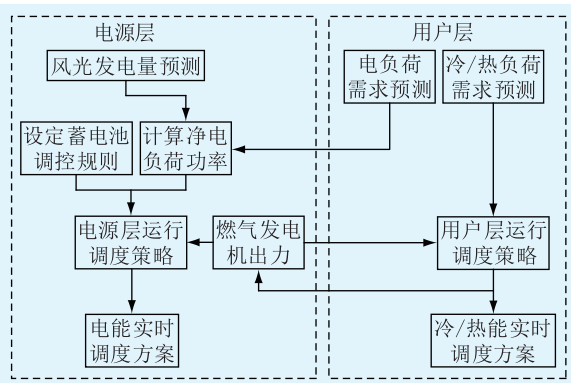 电源层
风光发电量预测
设定蓄电池
调控规则
计算净电
负荷功率
电源层运行
调度策略
燃气发电
机出力
电能实时
调度方案
用户层
电负荷
需求预测
冷/热负荷
需求预测
用户层运行
调度策略
冷/热能实时
调度方案